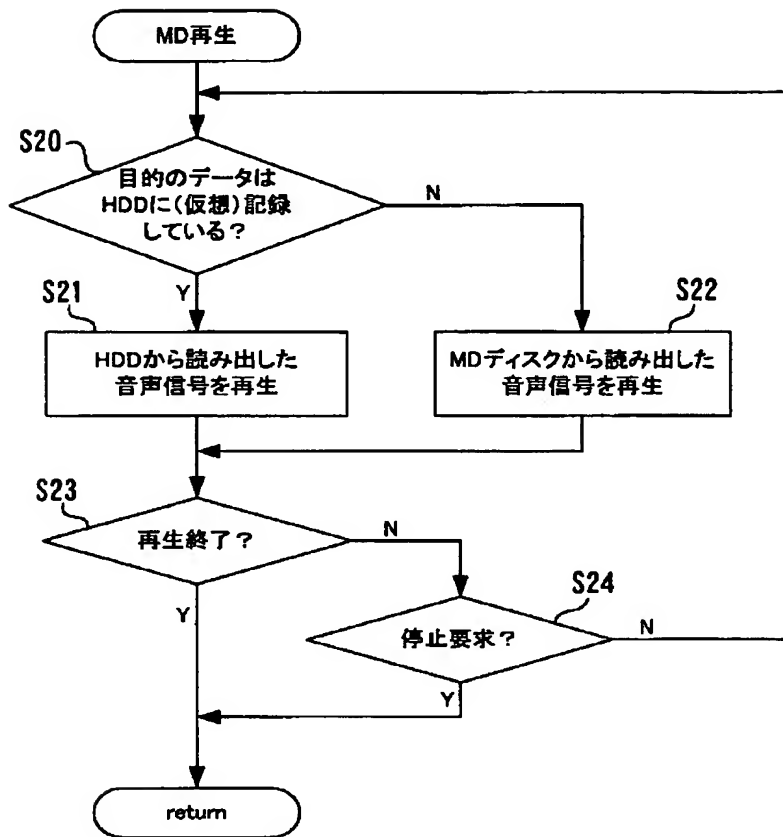 MD再生
S20
目的のデータは
HDDに(仮想)記録
している?
N
Y
S21
HDDから読み出した
音声信号を再生
S22
MDディスクから読み出した
音声信号を再生
S23
再生終了?
N
Y
S24
停止要求?
N
Y
return